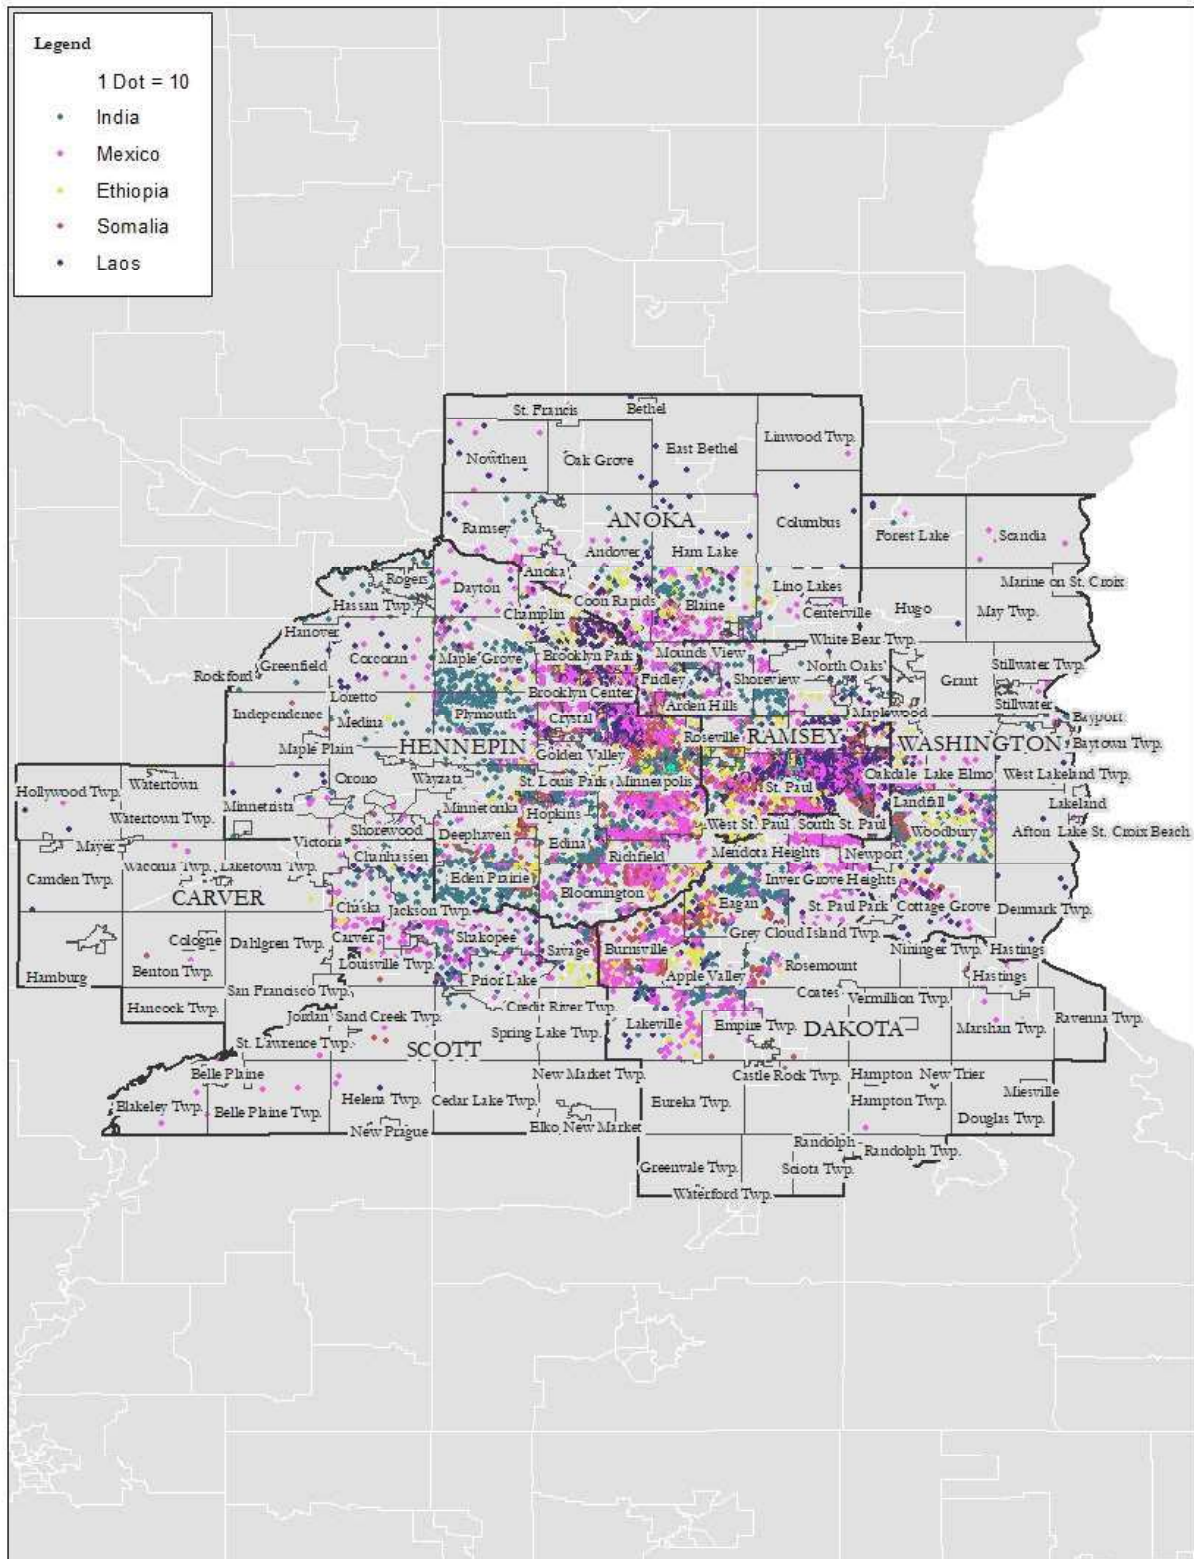 Legend
1 Dot = 10
India
Mexico
Ethiopia
Somalia
Laos
St. Francis
Bethel
Linwood Twp.
Nowthen
Oak Grove
East Bethel
Ramsey
ANOKA
Columbus
Forest Lake
Scandia
Andover
Ham Lake
Rogers
Dayton
Anoka
Lino Lakes
Marine on St. Croix
Hassan Twp.
Champlin
Coon Rapids
Blaine
Centerville
Hugo
May Twp.
Hanover
White Bear Twp.
Corcoran
Maple Grove
Brooklyn Park
Mounds View
Greenfield
North Oaks
Stillwater Twp.
Rockford
Fridley
Shoreview
Grant
Loretto
Brooklyn Center
Stillwater
Independence
Medina
Plymouth
Crystal
Arden Hills
Maplewood
Bayport
Maple Plain
HENNEPIN
Golden Valley
Roseville
RAMSEY
WASHINGTON
Baytown Twp.
Hollywood Twp.
Watertown
Orono
Wayzata
St. Louis Park
Minneapolis
St. Paul
Oakdale
Lake Elmo
West Lakeland Twp.
Watertown Twp.
Minnetrista
Minnetonka
Hopkins
Landfall
Lakeland
Shorewood
Deephaven
West St. Paul
South St. Paul
Woodbury
Afton
Lake St. Croix Beach
Mayer
Victoria
Edina
Waconia Twp.
Laketown Twp.
Chanhassen
Richfield
Mendota Heights
Newport
Camden Twp.
Eden Prairie
Inver Grove Heights
CARVER
Bloomington
Eagan
St. Paul Park
Cottage Grove
Denmark Twp.
Chaska
Jackson Twp.
Grey Cloud Island Twp.
Cologne
Dahlgren Twp.
Carver
Shakopee
Savage
Burnsville
Nininger Twp.
Hastings
Hamburg
Benton Twp.
Louisville Twp.
Prior Lake
Apple Valley
Rosemount
Hastings
San Francisco Twp.
Coates
Vermillion Twp.
Hancock Twp.
Credit River Twp.
Jordan
Sand Creek Twp.
Lakeville
Empire Twp.
DAKOTA
Marshan Twp.
Ravenna Twp.
St. Lawrence Twp.
SCOTT
Spring Lake Twp.
Belle Plaine
New Market Twp.
Castle Rock Twp.
Hampton
New Trier
Blakeley Twp.
Belle Plaine Twp.
Helena Twp.
Cedar Lake Twp.
Eureka Twp.
Hampton Twp.
Miesville
New Prague
Elko New Market
Douglas Twp.
Randolph
Randolph Twp.
Greenvale Twp.
Sciota Twp.
Waterford Twp.